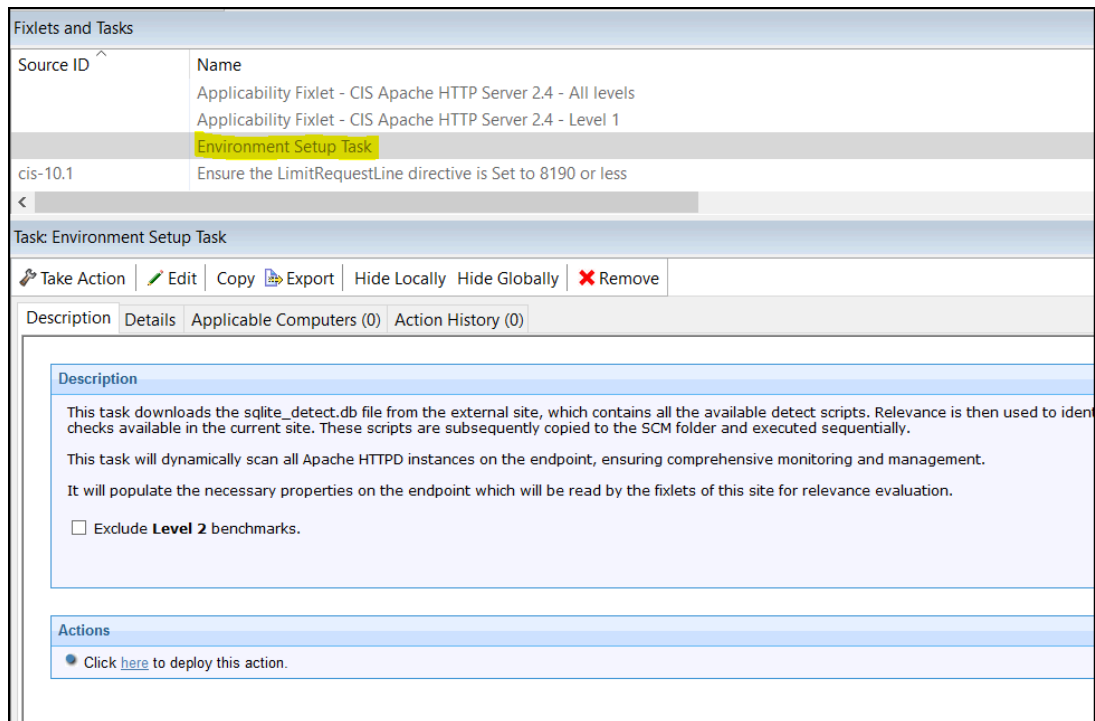 Fixlets and Tasks
Source ID Name
Applicability Fixlet - CIS Apache HTTP Server 2.4 - All levels
Applicability Fixlet - CIS Apache HTTP Server 2.4 - Level 1
Environment Setup Task
cis-10.1 Ensure the LimitRequestLine directive is Set to 8190 or less
Task: Environment Setup Task
Take Action Edit Copy Export Hide Locally Hide Globally Remove
Description Details Applicable Computers (0) Action History (0)
Description
This task downloads the sqlite_detect.db file from the external site, which contains all the available detect scripts. Relevance is then used to
checks available in the current site. These scripts are subsequently copied to the SCM folder and executed sequentially.
This task will dynamically scan all Apache HTTPD instances on the endpoint, ensuring comprehensive monitoring and management.
It will populate the necessary properties on the endpoint which will be read by the fixlets of this site for relevance evaluation.
Exclude Level 2 benchmarks.
Actions
Click here to deploy this action.